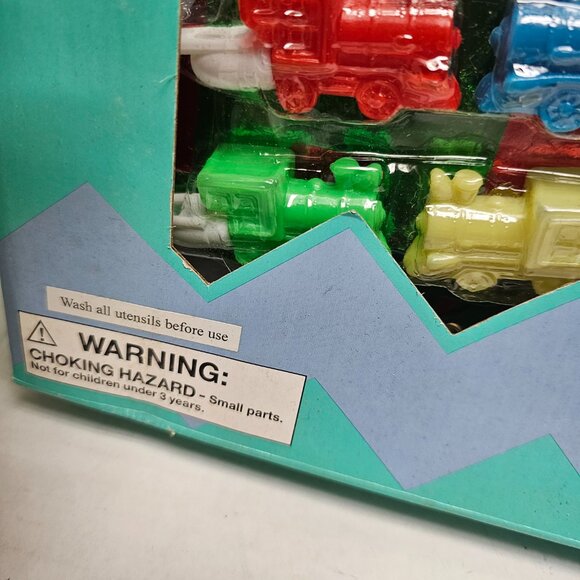 Wash all utensils before use
WARNING:
CHOKING HAZARD - Small parts.
Not for children under 3 years.